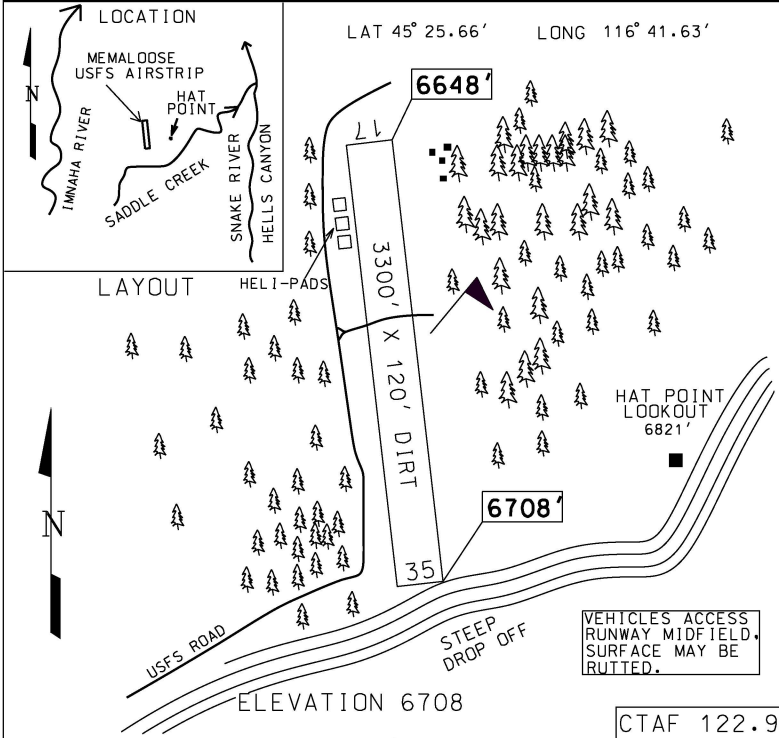 LOCATION
LAT 45° 25.66' LONG 116° 41.63'
MEMALOOSE
USFS AIRSTRIP
N
HAT
POINT
IMNAHA RIVER
SADDLE CREEK
SNAKE RIVER
HELLS CANYON
6648'
17
LAYOUT
HELI-PADS
3300' X 120' DIRT
HAT POINT
LOOKOUT
6821'
N
6708'
35
USFS ROAD
STEEP
DROP OFF
VEHICLES ACCESS
RUNWAY MIDFIELD,
SURFACE MAY BE
RUTTED.
ELEVATION 6708
CTAF 122.9